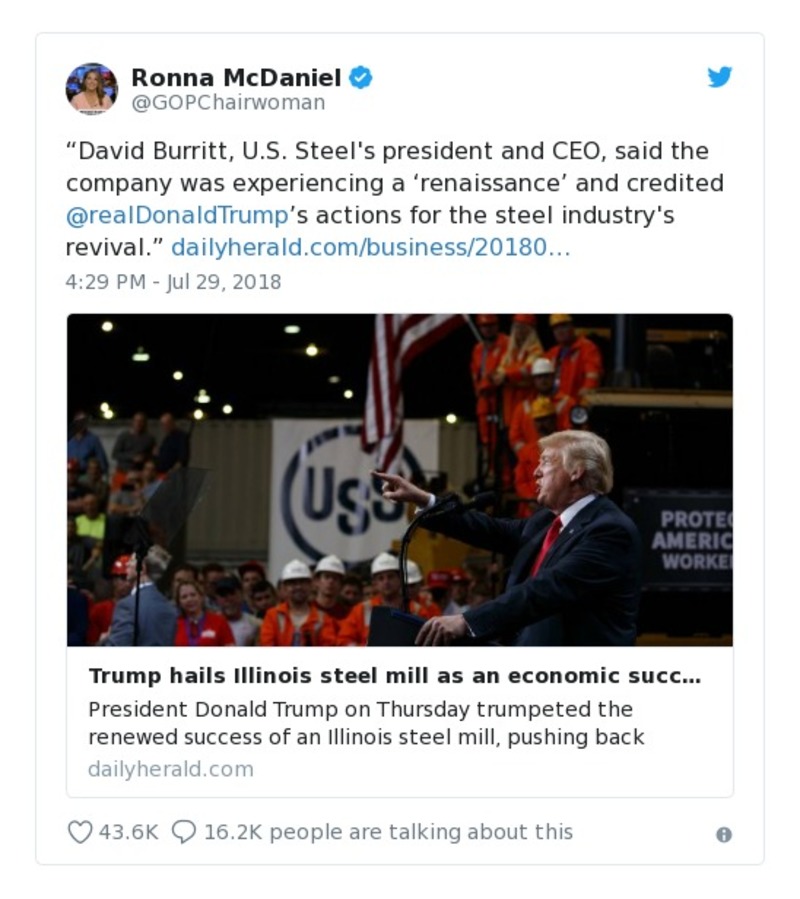 Ronna McDaniel
@GOPChairwoman
“David Burritt, U.S. Steel's president and CEO, said the
company was experiencing a ‘renaissance’ and credited
@realDonaldTrump’s actions for the steel industry's
revival.” dailyherald.com/business/20180…
4:29 PM - Jul 29, 2018
USS
PROTEC
AMERIC
WORKE
Trump hails Illinois steel mill as an economic succ…
President Donald Trump on Thursday trumpeted the
renewed success of an Illinois steel mill, pushing back
dailyherald.com
43.6K 16.2K people are talking about this